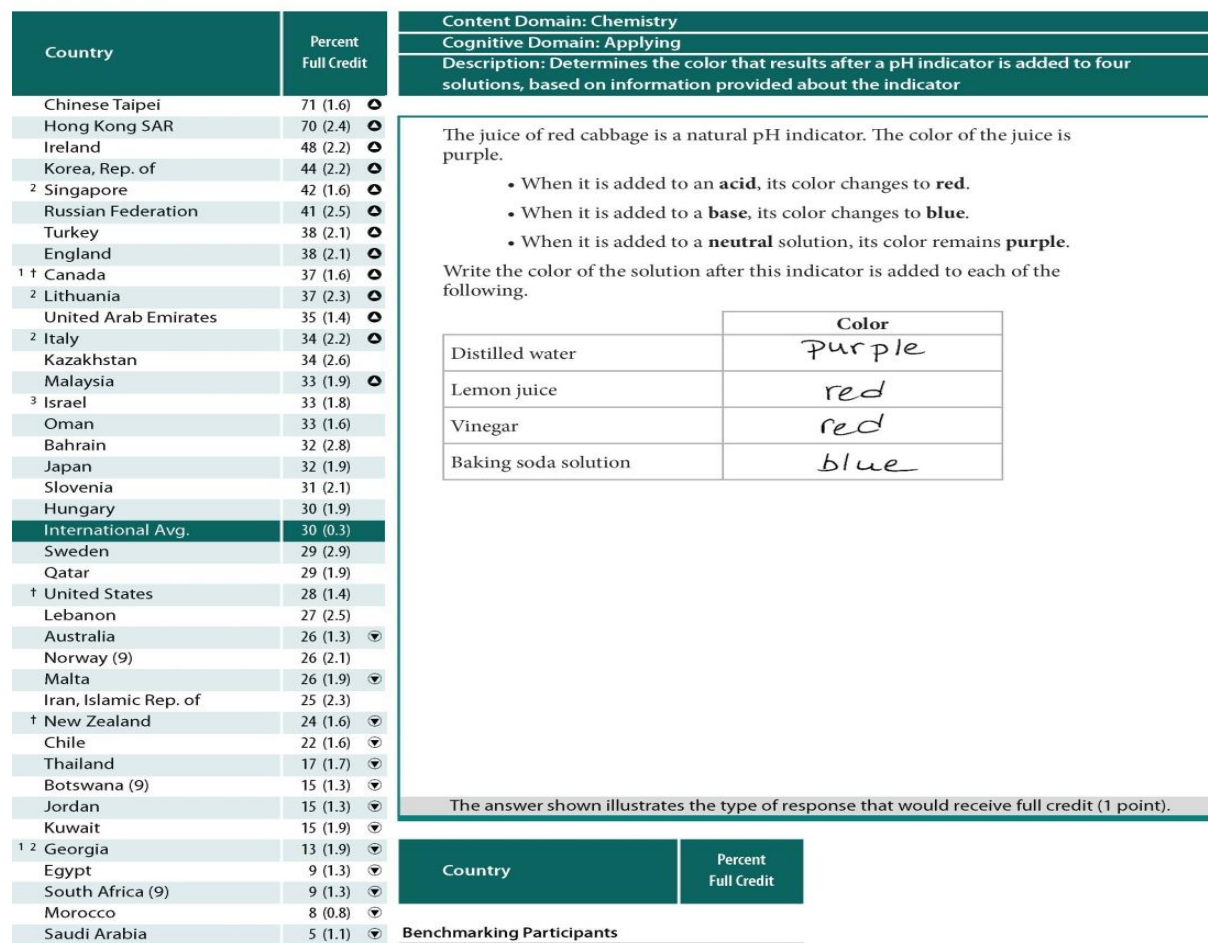 Country Percent Full Credit
Chinese Taipei 71 (1.6)
Hong Kong SAR 70 (2.4)
Ireland 48 (2.2)
Korea, Rep. of 44 (2.2)
2 Singapore 42 (1.6)
Russian Federation 41 (2.5)
Turkey 38 (2.1)
England 38 (2.1)
1 † Canada 37 (1.6)
2 Lithuania 37 (2.3)
United Arab Emirates 35 (1.4)
2 Italy 34 (2.2)
Kazakhstan 34 (2.6)
Malaysia 33 (1.9)
3 Israel 33 (1.8)
Oman 33 (1.6)
Bahrain 32 (2.8)
Japan 32 (1.9)
Slovenia 31 (2.1)
Hungary 30 (1.9)
International Avg. 30 (0.3)
Sweden 29 (2.9)
Qatar 29 (1.9)
† United States 28 (1.4)
Lebanon 27 (2.5)
Australia 26 (1.3)
Norway (9) 26 (2.1)
Malta 26 (1.9)
Iran, Islamic Rep. of 25 (2.3)
† New Zealand 24 (1.6)
Chile 22 (1.6)
Thailand 17 (1.7)
Botswana (9) 15 (1.3)
Jordan 15 (1.3)
Kuwait 15 (1.9)
1 2 Georgia 13 (1.9)
Egypt 9 (1.3)
South Africa (9) 9 (1.3)
Morocco 8 (0.8)
Saudi Arabia 5 (1.1)
Content Domain: Chemistry
Cognitive Domain: Applying
Description: Determines the color that results after a pH indicator is added to four
solutions, based on information provided about the indicator
The juice of red cabbage is a natural pH indicator. The color of the juice is
purple.
• When it is added to an acid, its color changes to red.
• When it is added to a base, its color changes to blue.
• When it is added to a neutral solution, its color remains purple.
Write the color of the solution after this indicator is added to each of the
following.
Color
Distilled water purple
Lemon juice red
Vinegar red
Baking soda solution blue
The answer shown illustrates the type of response that would receive full credit (1 point).
Country Percent Full Credit
Benchmarking Participants